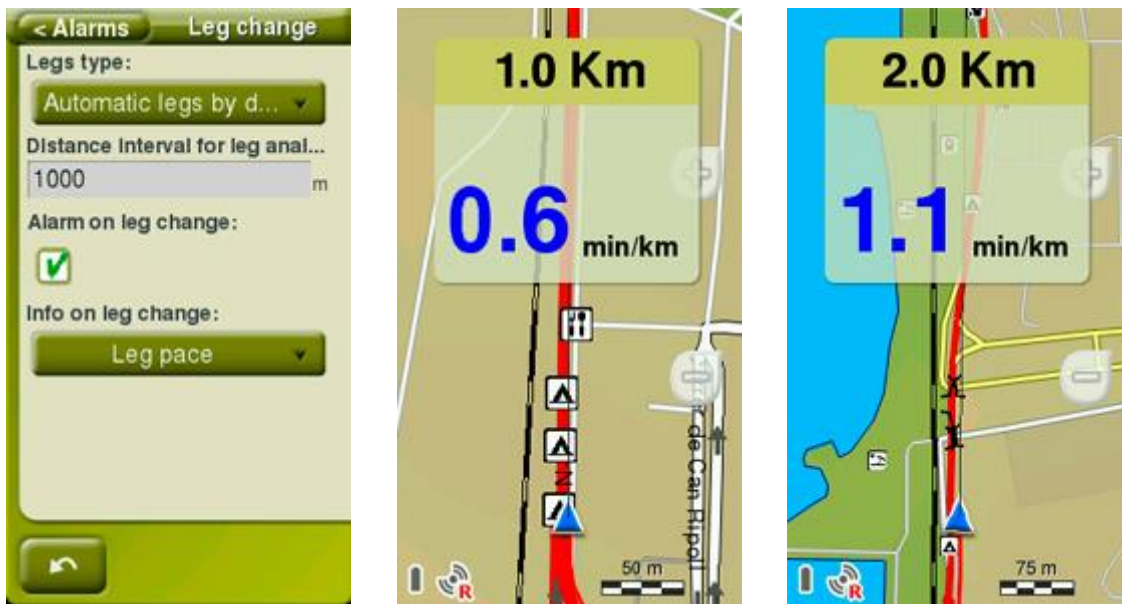 < Alarms
Leg change
Legs type:
Automatic legs by d...
Distance interval for leg anal...
1000
m
Alarm on leg change:
Info on leg change:
Leg pace
1.0 Km
0.6 min/km
de Can Ripoll
N
50 m
R
2.0 Km
1.1 min/km
75 m
R